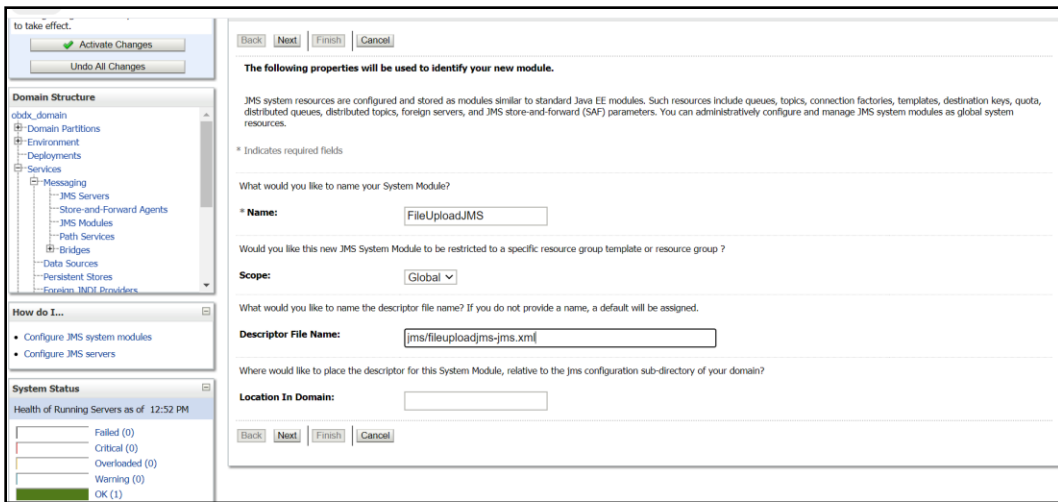 to take effect.
Activate Changes
Undo All Changes
Domain Structure
obdx_domain
Domain Partitions
Environment
Deployments
Services
Messaging
JMS Servers
Store-and-Forward Agents
JMS Modules
Path Services
Bridges
Data Sources
Persistent Stores
Foreign JNDI Providers
How do I...
Configure JMS system modules
Configure JMS servers
System Status
Health of Running Servers as of 12:52 PM
Failed (0)
Critical (0)
Overloaded (0)
Warning (0)
OK (1)
Back Next Finish Cancel
The following properties will be used to identify your new module.
JMS system resources are configured and stored as modules similar to standard Java EE modules. Such resources include queues, topics, connection factories, templates, destination keys, quota,
distributed queues, distributed topics, foreign servers, and JMS store-and-forward (SAF) parameters. You can administratively configure and manage JMS system modules as global system
resources.
* Indicates required fields
What would you like to name your System Module?
* Name: FileUploadJMS
Would you like this new JMS System Module to be restricted to a specific resource group template or resource group ?
Scope: Global
What would you like to name the descriptor file name? If you do not provide a name, a default will be assigned.
Descriptor File Name: jms/fileuploadjms-jms.xml
Where would like to place the descriptor for this System Module, relative to the jms configuration sub-directory of your domain?
Location In Domain:
Back Next Finish Cancel